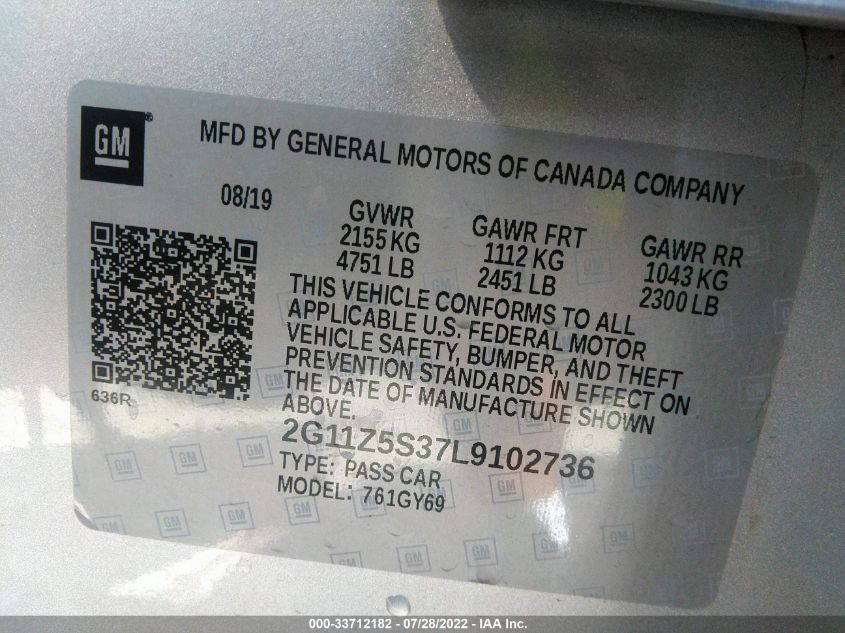 GM®
MFD BY GENERAL MOTORS OF CANADA COMPANY
08/19
GVWR
2155 KG
4751 LB
GAWR FRT
1112 KG
2451 LB
GAWR RR
1043 KG
2300 LB
THIS VEHICLE CONFORMS TO ALL
APPLICABLE U.S. FEDERAL MOTOR
VEHICLE SAFETY, BUMPER, AND THEFT
PREVENTION STANDARDS IN EFFECT ON
THE DATE OF MANUFACTURE SHOWN
ABOVE.
636R
2G11Z5S37L9102736
TYPE: PASS CAR
MODEL: 761GY69
000-33712182 - 07/28/2022 - IAA Inc.